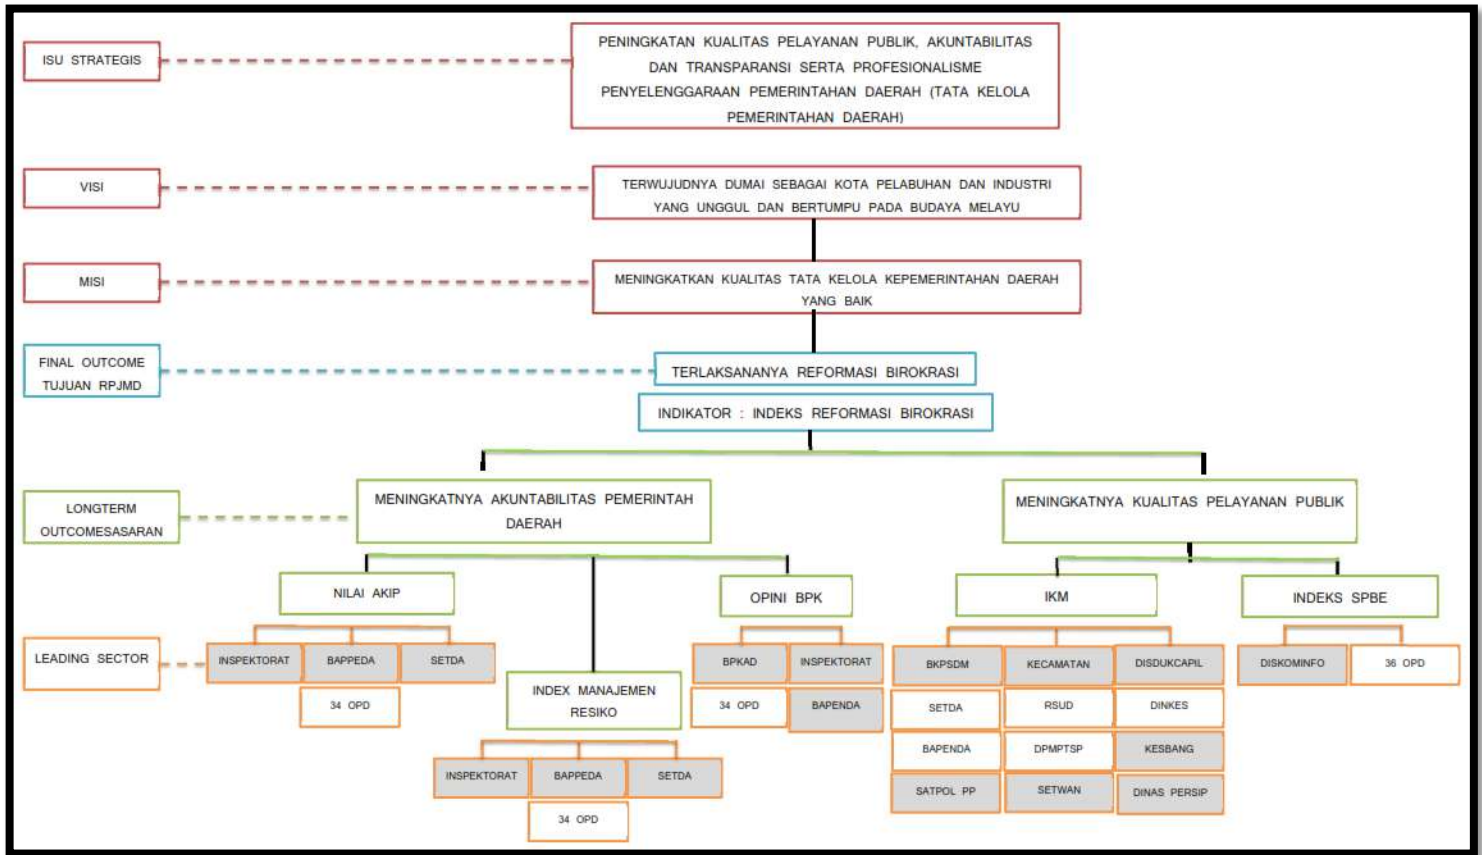 ISU STRATEGIS
PENINGKATAN KUALITAS PELAYANAN PUBLIK, AKUNTABILITAS
DAN TRANSPARANSI SERTA PROFESIONALISME
PENYELENGGARAAN PEMERINTAHAN DAERAH (TATA KELOLA
PEMERINTAHAN DAERAH)
VISI
TERWUJUDNYA DUMAI SEBAGAI KOTA PELABUHAN DAN INDUSTRI
YANG UNGGUL DAN BERTUMPU PADA BUDAYA MELAYU
MISI
MENINGKATKAN KUALITAS TATA KELOLA KEPEMERINTAHAN DAERAH
YANG BAIK
FINAL OUTCOME
TUJUAN RPJMD
TERLAKSANANYA REFORMASI BIROKRASI
INDIKATOR : INDEKS REFORMASI BIROKRASI
LONGTERM
OUTCOMESASARAN
MENINGKATNYA AKUNTABILITAS PEMERINTAH
DAERAH
MENINGKATNYA KUALITAS PELAYANAN PUBLIK
NILAI AKIP
OPINI BPK
IKM
INDEKS SPBE
LEADING SECTOR
INSPEKTORAT
BAPPEDA
SETDA
34 OPD
INDEX MANAJEMEN
RESIKO
INSPEKTORAT
BAPPEDA
SETDA
34 OPD
BPKAD
INSPEKTORAT
34 OPD
BAPENDA
BKPSDM
KECAMATAN
DISDUKCAPIL
SETDA
RSUD
DINKES
BAPENDA
DPMPTSP
KESBANG
SATPOL PP
SETWAN
DINAS PERSIP
DISKOMINFO
36 OPD